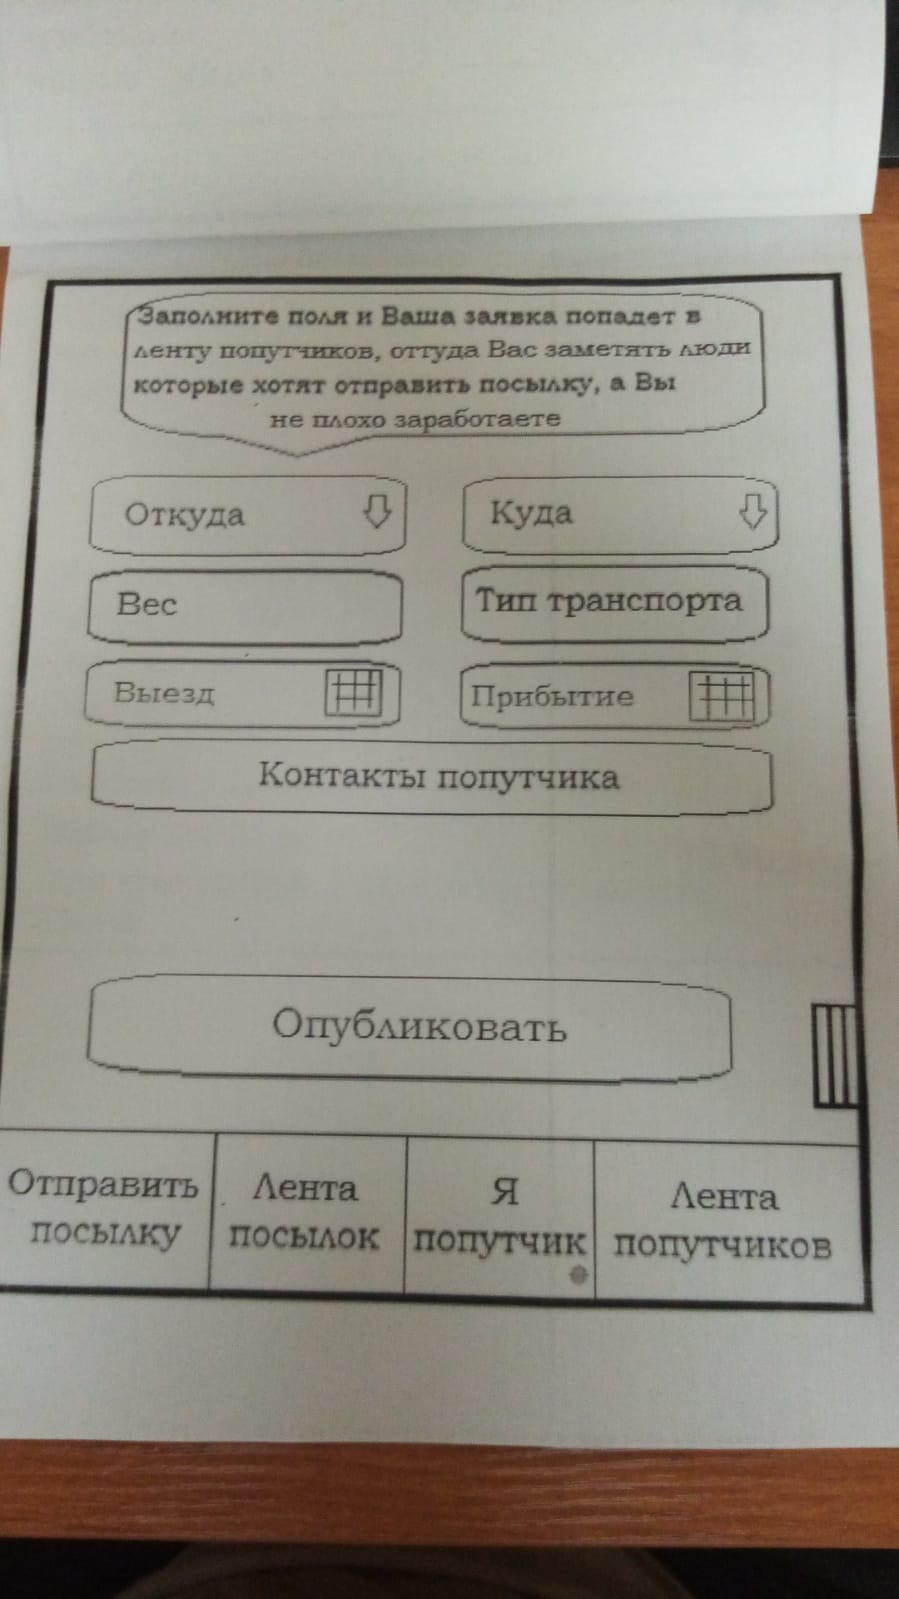 Заполните поля и Ваша заявка попадет в
ленту попутчиков, оттуда Вас заметять люди
которые хотят отправить посылку, а Вы
не плохо заработаете
Откуда
Куда
Вес
Тип транспорта
Выезд
Прибытие
Контакты попутчика
Опубликовать
Отправить
посылку
Лента
посылок
Я
попутчик
Лента
попутчиков